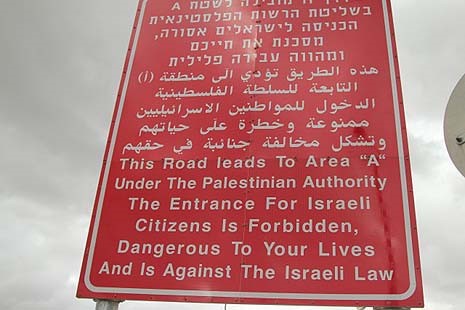 מובילה לשטח A
בשליטת הרשות הפלסטינאית
הכניסה לישראלים אסורה,
מסכנת את חייכם
ומהווה עבירה פלילית
هذه الطريق تؤدي الى منطقة (أ)
التابعة للسلطة الفلسطينية
الدخول للمواطنين الاسرائيليين
ممنوعة وخطرة على حياتهم
وتشكل مخالفة جنائية في حقهم
This Road leads To Area "A"
Under The Palestinian Authority
The Entrance For Israeli
Citizens Is Forbidden,
Dangerous To Your Lives
And Is Against The Israeli Law